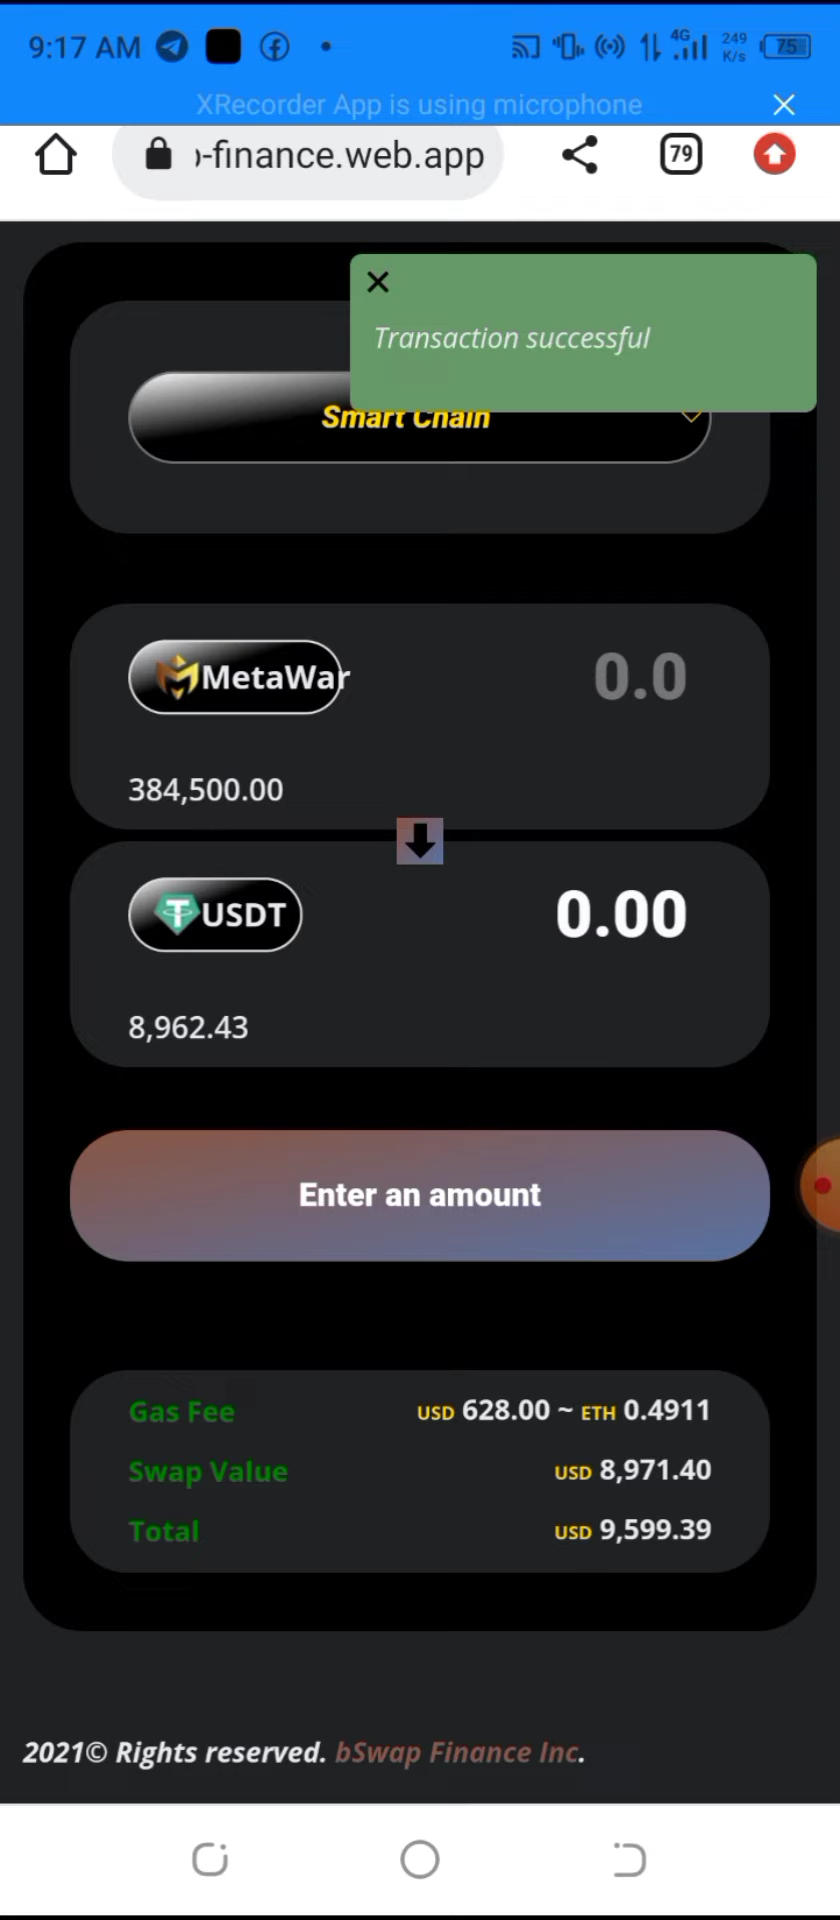 9:17 AM 4G 249 K/s 75
XRecorder App is using microphone
-finance.web.app 79
Transaction successful
Smart Chain
MetaWar 0.0
384,500.00
USDT 0.00
8,962.43
Enter an amount
Gas Fee USD 628.00 ~ ETH 0.4911
Swap Value USD 8,971.40
Total USD 9,599.39
2021© Rights reserved. bSwap Finance Inc.